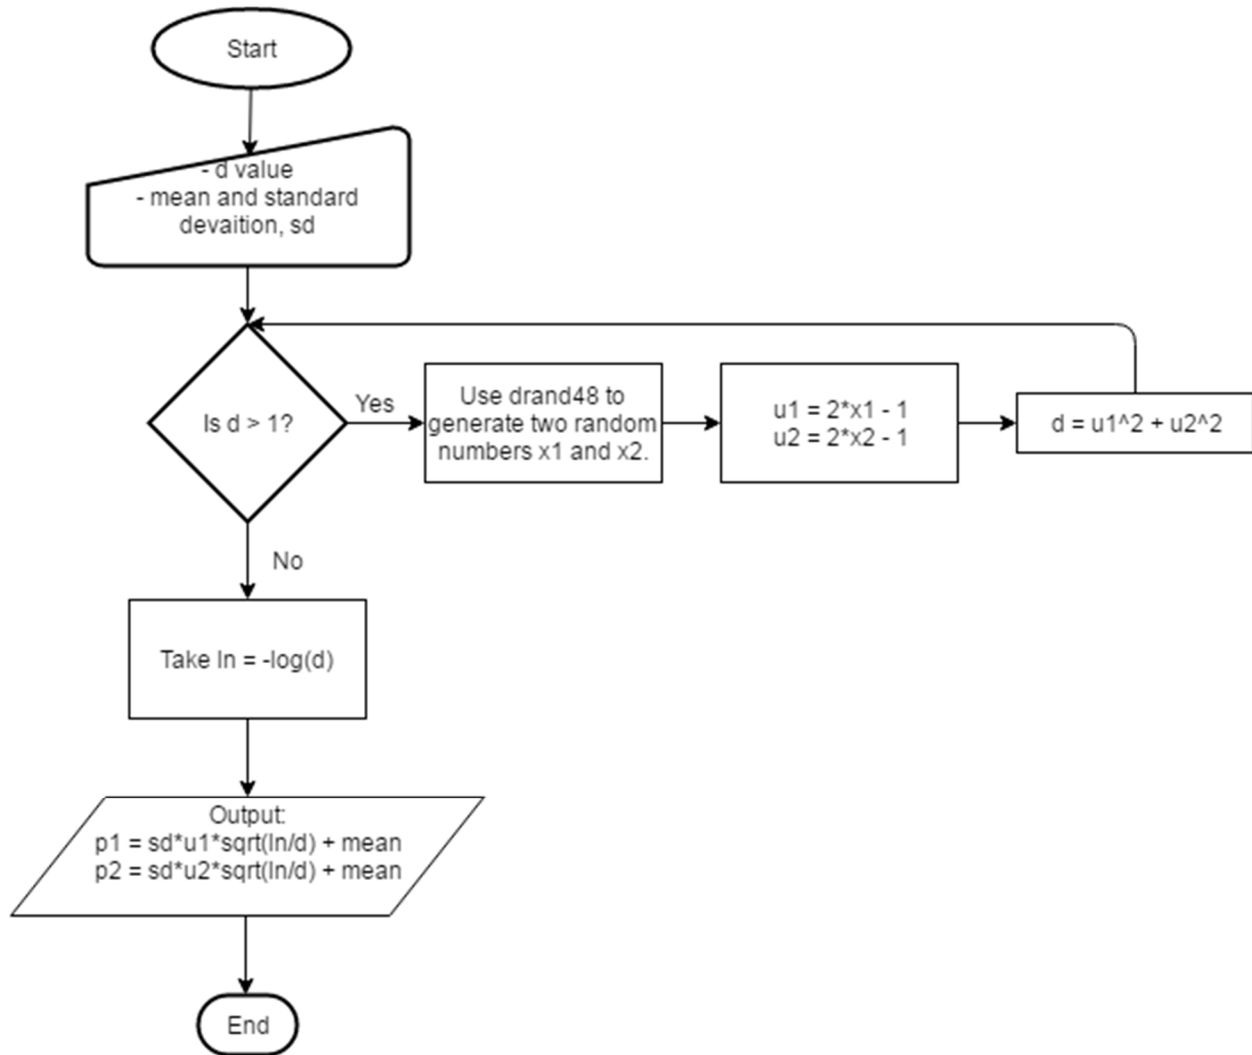 Start
- d value
- mean and standard
devaition, sd
Is d > 1?
Yes
Use drand48 to
generate two random
numbers x1 and x2.
u1 = 2*x1 - 1
u2 = 2*x2 - 1
d = u1^2 + u2^2
No
Take ln = -log(d)
Output:
p1 = sd*u1*sqrt(ln/d) + mean
p2 = sd*u2*sqrt(ln/d) + mean
End